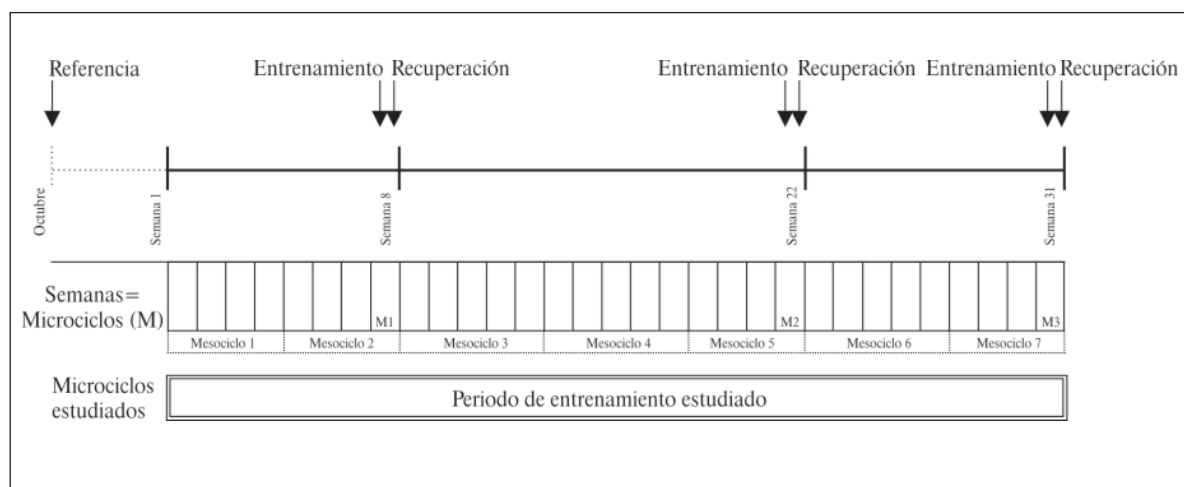 Referencia
Entrenamiento Recuperación
Entrenamiento Recuperación
Entrenamiento Recuperación
Octubre
Semana 1
Semana 8
Semana 22
Semana 31
Semanas=
Microciclos (M)
M1
M2
M3
Mesociclo 1
Mesociclo 2
Mesociclo 3
Mesociclo 4
Mesociclo 5
Mesociclo 6
Mesociclo 7
Microciclos
estudiados
Periodo de entrenamiento estudiado